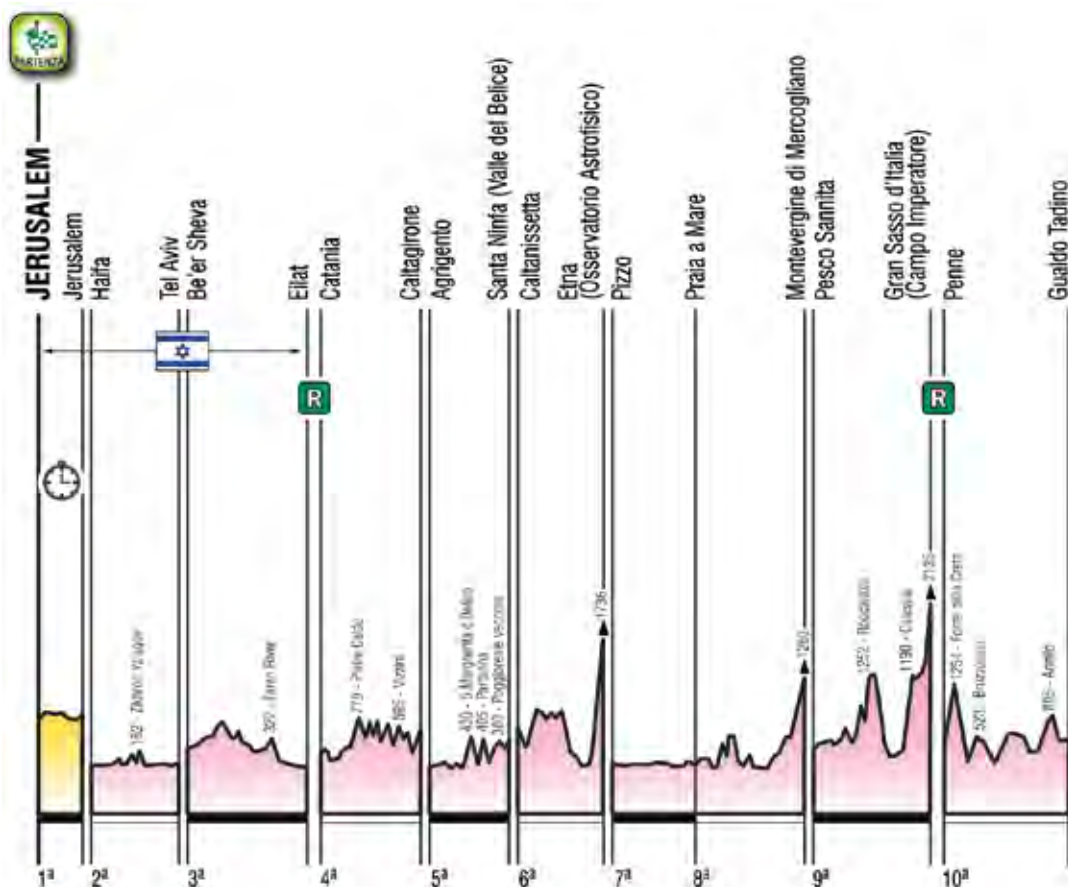 PARTENZA
JERUSALEM
Jerusalem
Haifa
Tel Aviv
Be'er Sheva
Eilat
Catania
Caltagirone
Agrigento
Santa Ninfa (Valle del Belice)
Caltanissetta
Etna
(Osservatorio Astrofisico)
Pizzo
Praia a Mare
Montevergine di Mercogliano
Pesco Sannita
Gran Sasso d'Italia
(Campo Imperatore)
Penne
Gualdo Tadino
R
R
1736
1260
1252 - Roccaraso
1190 - Calascio
2135
1ª
2ª
3ª
4ª
5ª
6ª
7ª
8ª
9ª
10ª